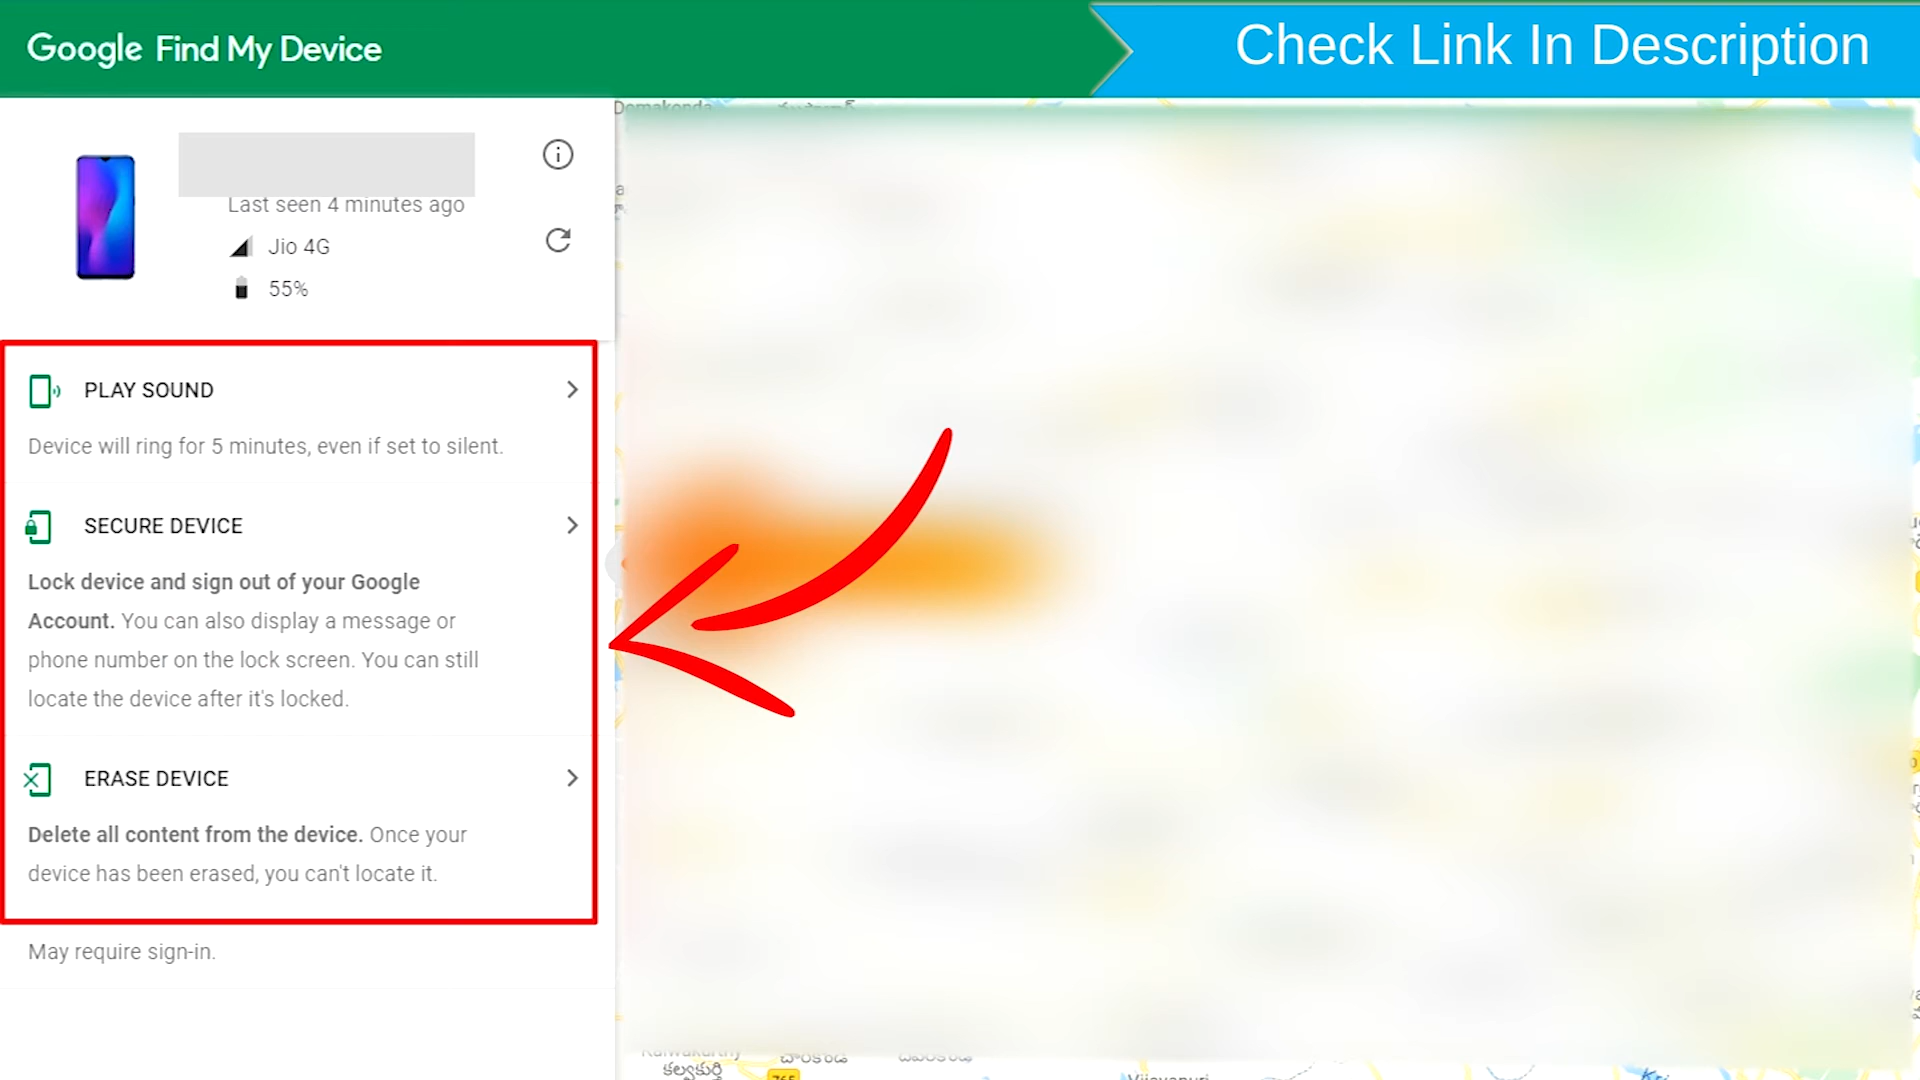 Google Find My Device
Check Link In Description
Last seen 4 minutes ago
Jio 4G
55%
PLAY SOUND
Device will ring for 5 minutes, even if set to silent.
SECURE DEVICE
Lock device and sign out of your Google
Account. You can also display a message or
phone number on the lock screen. You can still
locate the device after it's locked.
ERASE DEVICE
Delete all content from the device. Once your
device has been erased, you can't locate it.
May require sign-in.
Domakonda
కల్వకుర్తి
765